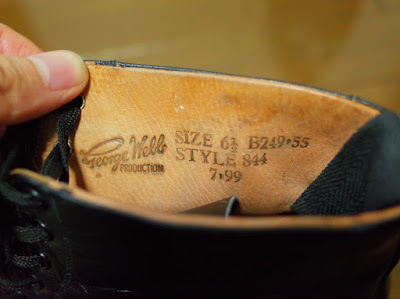 George Webb
PRODUCTION
SIZE 6½ B249•55
STYLE 844
7•99